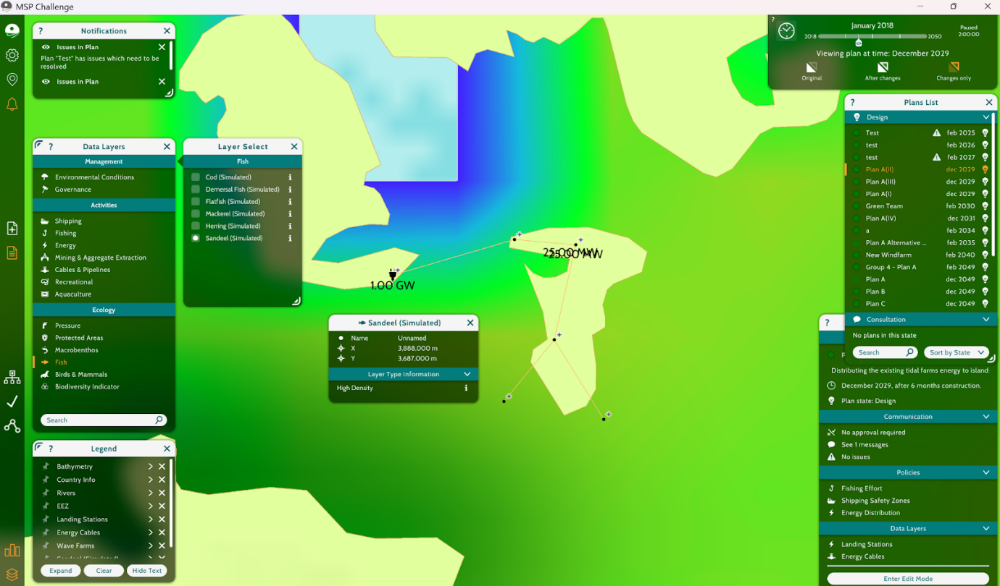 MSP Challenge
? Notifications
Issues in Plan
Plan "Test" has issues which need to be
resolved
Issues in Plan
? Data Layers
Management
Environmental Conditions
Governance
Activities
Shipping
Fishing
Energy
Mining & Aggregate Extraction
Cables & Pipelines
Recreational
Aquaculture
Ecology
Pressure
Protected Areas
Macrobenthos
Fish
Birds & Mammals
Biodiversity Indicator
Search
? Legend
Bathymetry
Country Info
Rivers
EEZ
Landing Stations
Energy Cables
Wave Farms
Sandeel (Simulated)
Expand Clear Hide Text
Layer Select
Fish
Cod (Simulated)
Demersal Fish (Simulated)
Flatfish (Simulated)
Mackerel (Simulated)
Herring (Simulated)
Sandeel (Simulated)
1.00 GW
25.00 MW
Sandeel (Simulated)
Name Unnamed
X 3,888,000 m
Y 3,687,000 m
Layer Type Information
High Density
?
January 2018
2018 2050
Paused
2:00:00
Viewing plan at time: December 2029
Original After changes Changes only
? Plans List
Design
Test feb 2025
test feb 2026
test feb 2027
Plan A(II) dec 2029
Plan A(III) dec 2029
Plan A(I) dec 2029
Green Team feb 2030
Plan A(IV) dec 2031
a feb 2034
Plan A Alternative ... feb 2035
New Windfarm feb 2040
Group 4 - Plan A feb 2049
Plan A dec 2049
Plan B dec 2049
Plan C dec 2049
Consultation
No plans in this state
Search Sort by State
?
Distributing the existing tidal farms energy to island:
December 2029, after 6 months construction.
Plan state: Design
Communication
No approval required
See 1 messages
No issues
Policies
Fishing Effort
Shipping Safety Zones
Energy Distribution
Data Layers
Landing Stations
Energy Cables
Enter Edit Mode